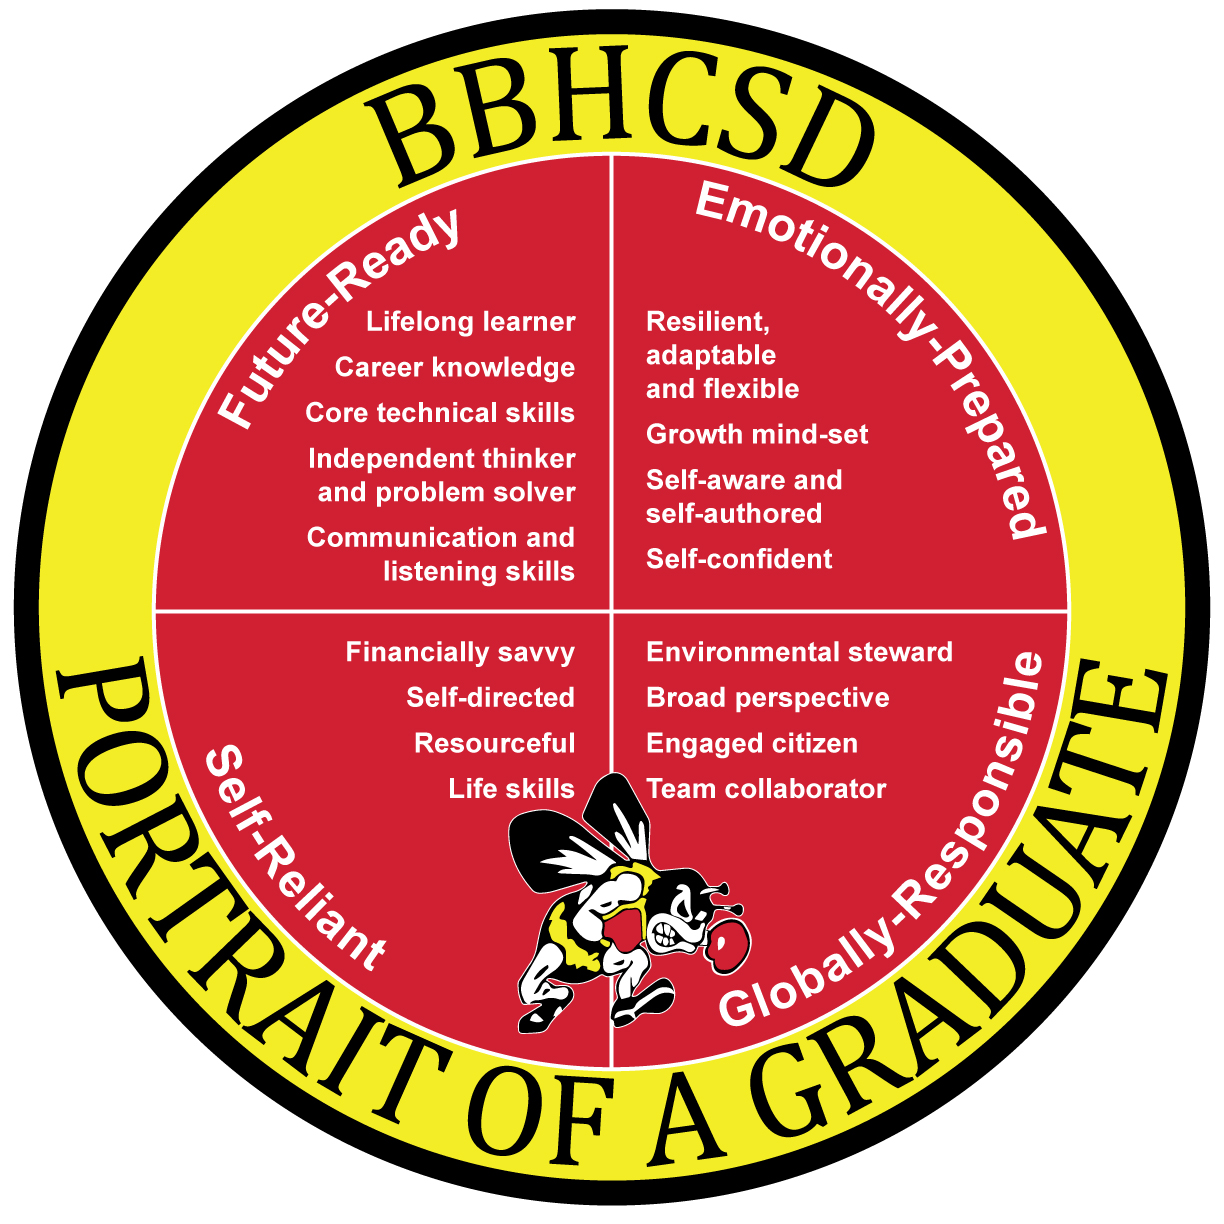 BBHCSD
Future-Ready
Lifelong learner
Career knowledge
Core technical skills
Independent thinker
and problem solver
Communication and
listening skills
Emotionally-Prepared
Resilient,
adaptable
and flexible
Growth mind-set
Self-aware and
self-authored
Self-confident
Self-Reliant
Financially savvy
Self-directed
Resourceful
Life skills
Globally-Responsible
Environmental steward
Broad perspective
Engaged citizen
Team collaborator
PORTRAIT OF A GRADUATE